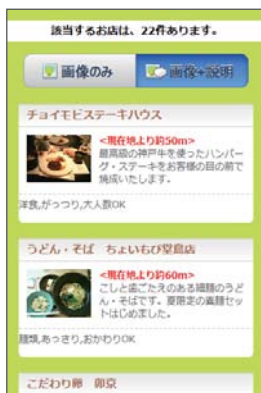 該当するお店は、22件あります。
画像のみ
画像+説明
チョイモビステーキハウス
<現在地より約50m>
最高級の神戸牛を使ったハンバー
グ・ステーキをお客様の目の前で
焼成いたします。
洋食,がっつり,大人数OK
うどん・そば ちょいもび堂島店
<現在地より約60m>
こしと歯ごたえのある細麺のうど
ん・そばです。夏限定の素麺セッ
トはじめました。
麺類,あっさり,おかわりOK
こだわり卵 卵京